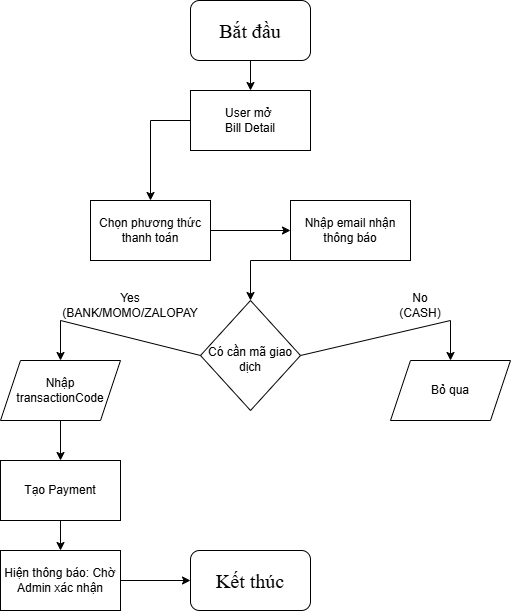 Bắt đầu
User mở
Bill Detail
Chọn phương thức
thanh toán
Nhập email nhận
thông báo
Yes
(BANK/MOMO/ZALOPAY
No
(CASH)
Có cần mã giao
dịch
Nhập
transactionCode
Bỏ qua
Tạo Payment
Hiện thông báo: Chờ
Admin xác nhận
Kết thúc